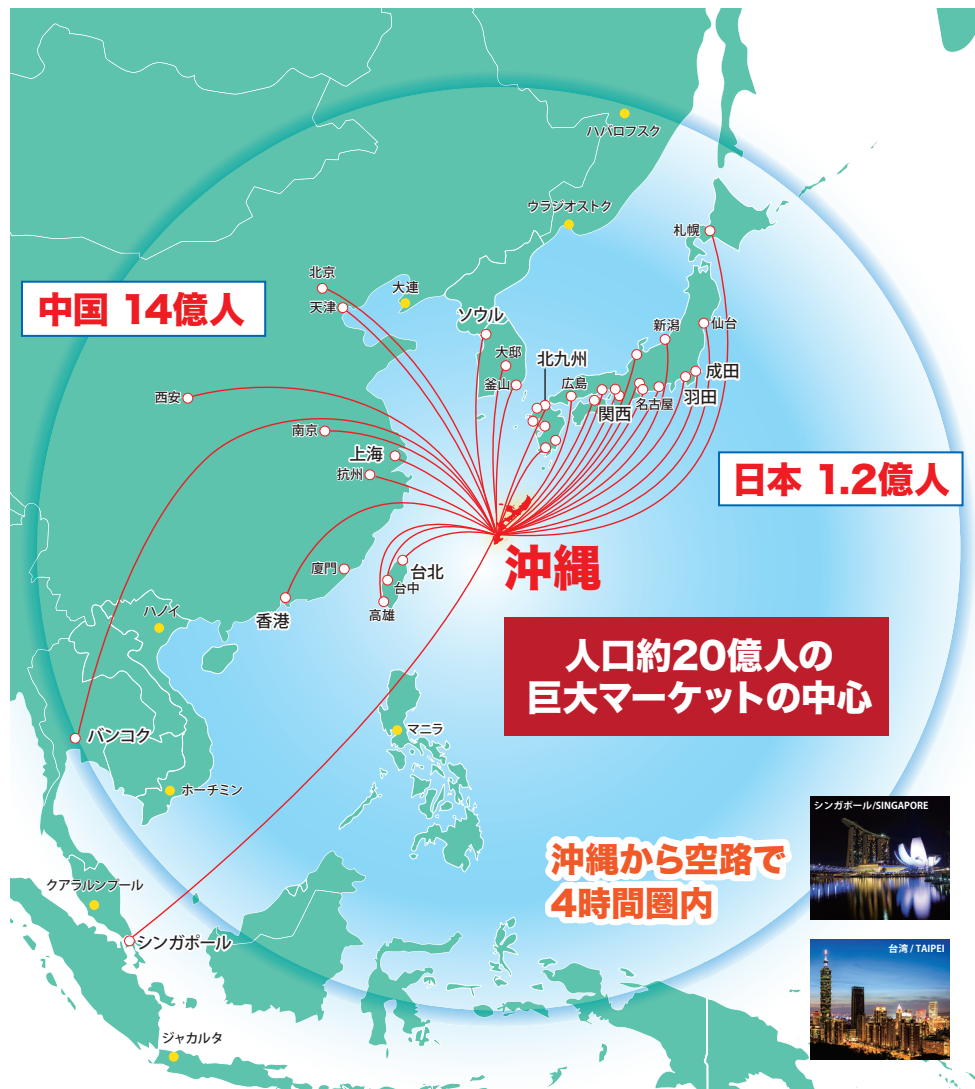 ハバロフスク
ウラジオストク
札幌
北京
大連
天津
中国 14億人
ソウル
新潟
仙台
大邱
北九州
成田
釜山
広島
羽田
西安
名古屋
関西
南京
上海
抗州
日本 1.2億人
沖縄
廈門
台北
台中
高雄
香港
ハノイ
人口約20億人の
巨大マーケットの中心
マニラ
バンコク
ホーチミン
シンガポール/SINGAPORE
沖縄から空路で
4時間圏内
クアラルンプール
シンガポール
台湾 / TAIPEI
ジャカルタ